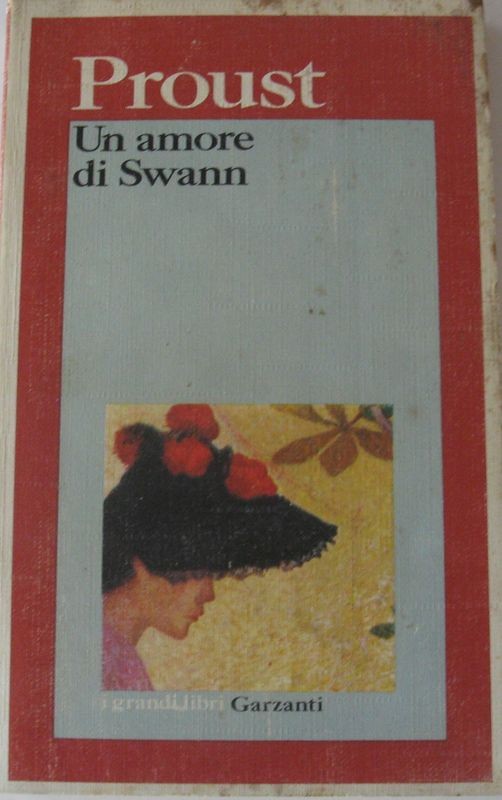 Proust
Un amore
di Swann
i grandi libri Garzanti